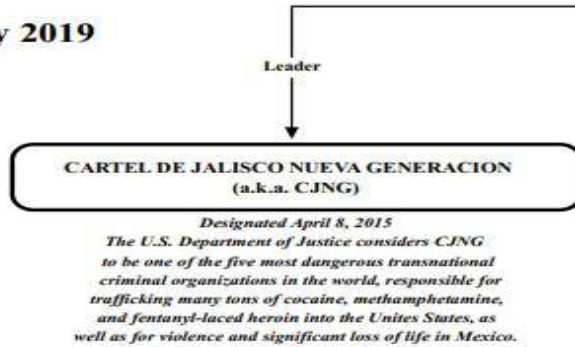 2019
Leader
CARTEL DE JALISCO NUEVA GENERACION
(a.k.a. CJNG)
Designated April 8, 2015
The U.S. Department of Justice considers CJNG
to be one of the five most dangerous transnational
criminal organizations in the world, responsible for
trafficking many tons of cocaine, methamphetamine,
and fentanyl-laced heroin into the Unites States, as
well as for violence and significant loss of life in Mexico.